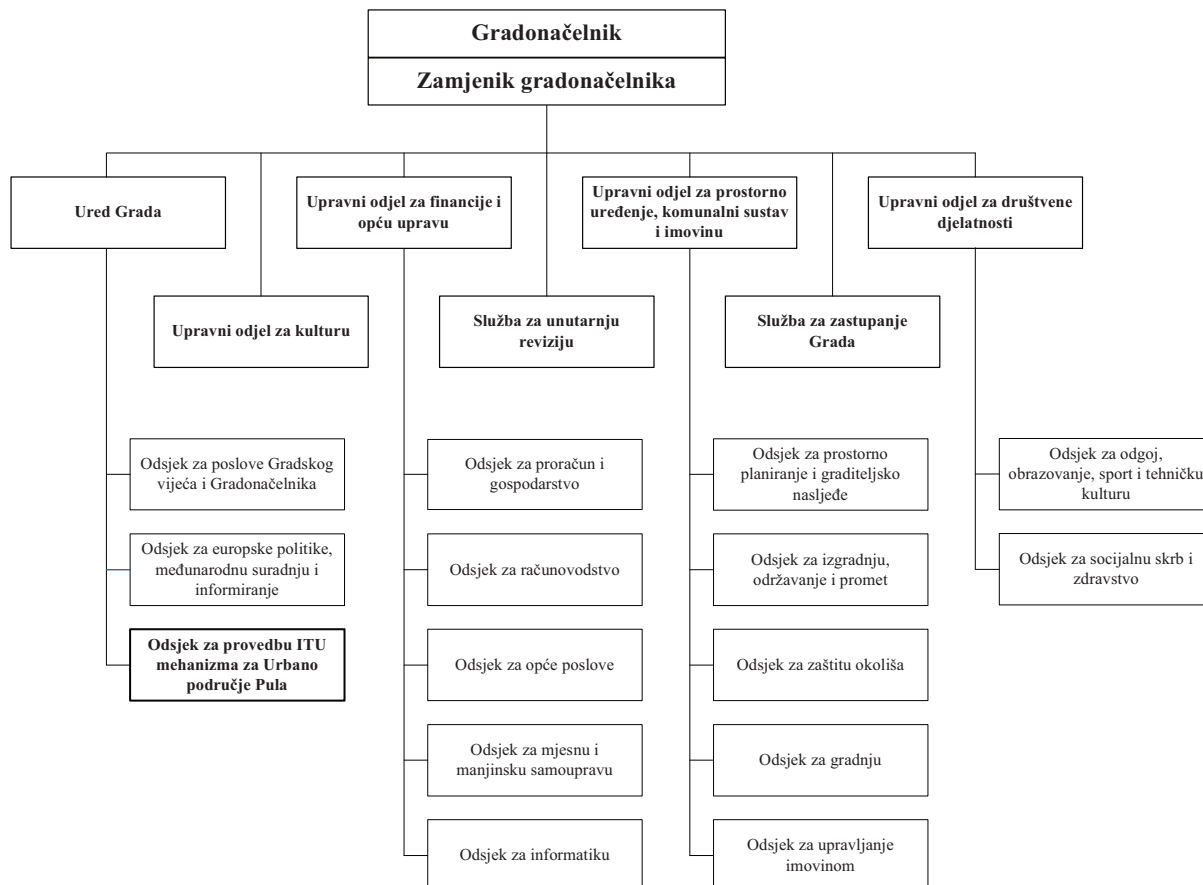 Gradonačelnik
Zamjenik gradonačelnika
Ured Grada
Upravni odjel za financije i
opću upravu
Upravni odjel za prostorno
uređenje, komunalni sustav
i imovinu
Upravni odjel za društvene
djelatnosti
Upravni odjel za kulturu
Služba za unutarnju
reviziju
Služba za zastupanje
Grada
Odsjek za poslove Gradskog
vijeća i Gradonačelnika
Odsjek za proračun i
gospodarstvo
Odsjek za prostorno
planiranje i graditeljsko
nasljeđe
Odsjek za odgoj,
obrazovanje, sport i tehničku
kulturu
Odsjek za europske politike,
međunarodnu suradnju i
informiranje
Odsjek za računovodstvo
Odsjek za izgradnju,
održavanje i promet
Odsjek za socijalnu skrb i
zdravstvo
Odsjek za provedbu ITU
mehanizma za Urbano
područje Pula
Odsjek za opće poslove
Odsjek za zaštitu okoliša
Odsjek za mjesnu i
manjinsku samoupravu
Odsjek za gradnju
Odsjek za informatiku
Odsjek za upravljanje
imovinom